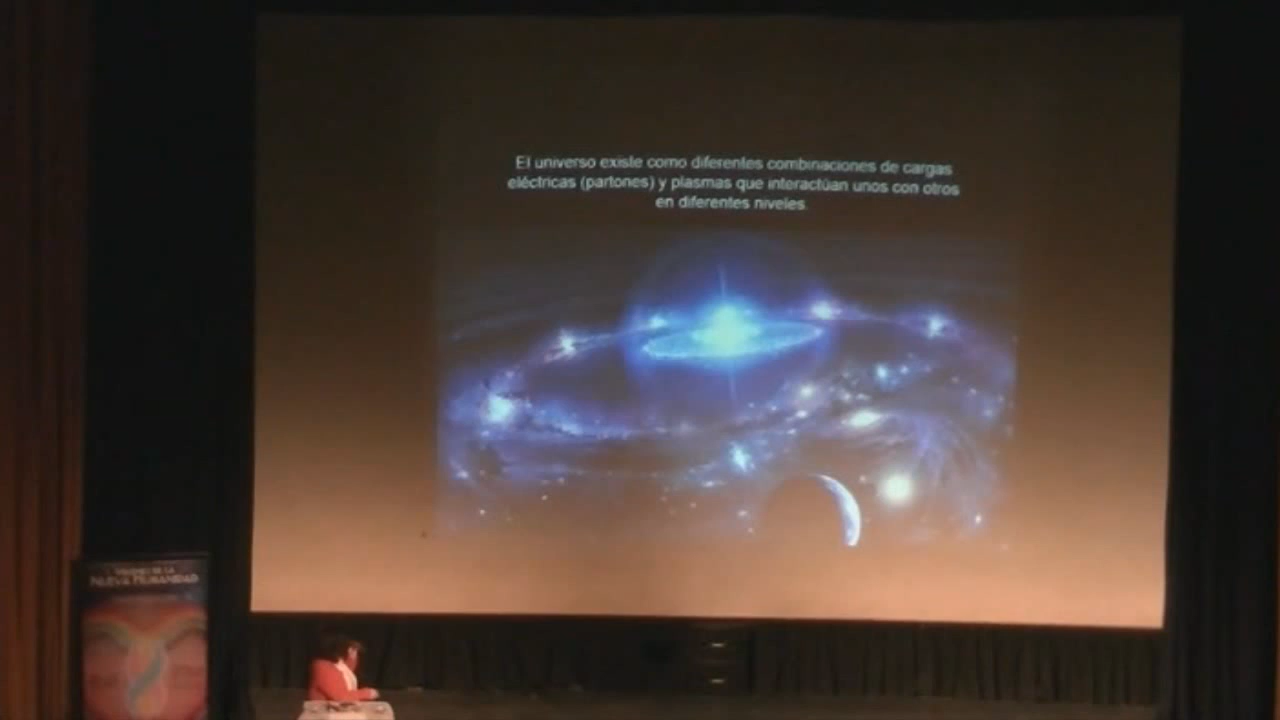 El universo existe como diferentes combinaciones de cargas
eléctricas (partones) y plasmas que interactúan unos con otros
en diferentes niveles.
NUEVA HUMANIDAD